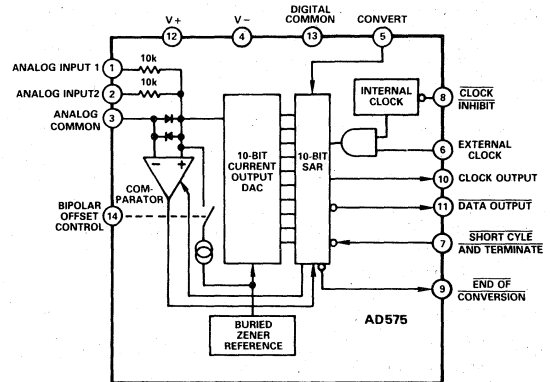 V+
12
V-
4
DIGITAL
COMMON
13
CONVERT
5
ANALOG INPUT 1
1
10k
ANALOG INPUT2
2
10k
ANALOG
COMMON
3
INTERNAL
CLOCK
8
CLOCK
INHIBIT
6
EXTERNAL
CLOCK
10-BIT
CURRENT
OUTPUT
DAC
10-BIT
SAR
10
CLOCK OUTPUT
- +
COM-
PARATOR
11
DATA OUTPUT
BIPOLAR
OFFSET
CONTROL
14
7
SHORT CYLE
AND TERMINATE
9
END OF
CONVERSION
BURIED
ZENER
REFERENCE
AD575